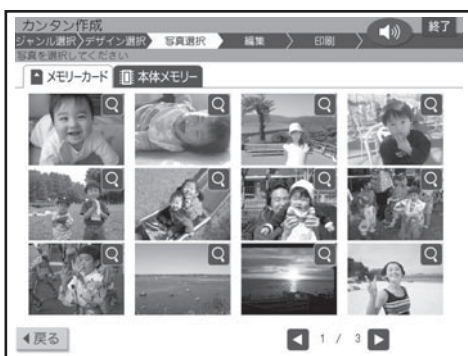 カンタン作成
終了
ジャンル選択 デザイン選択 写真選択 編集 印刷
写真を選択してください
メモリーカード 本体メモリー
戻る 1 / 3